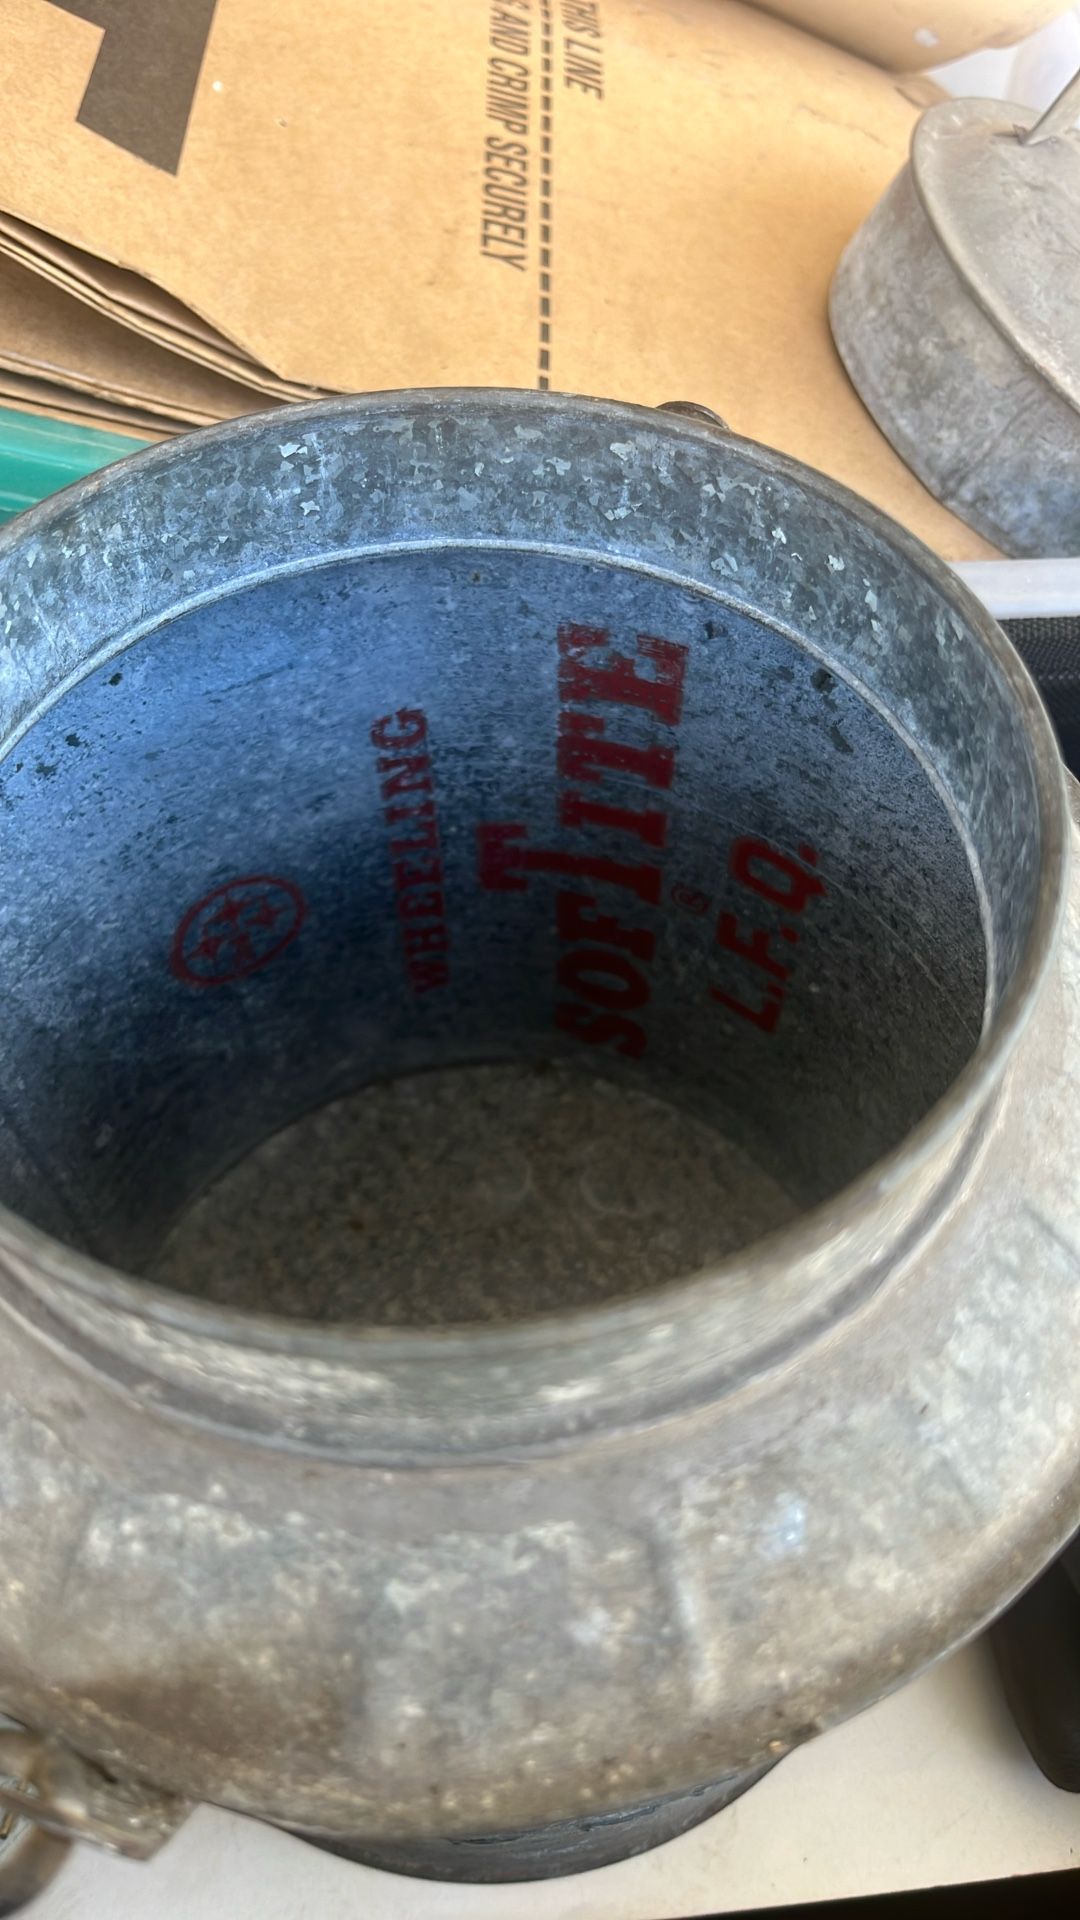 THIS LINE
AND CRIMP SECURELY
WHEELING
SOFTITE
®
L.F.Q.